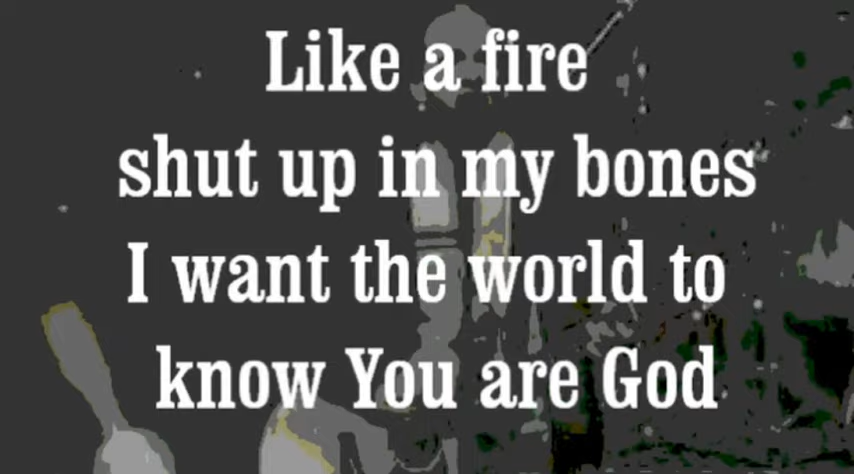 Like a fire
shut up in my bones
I want the world to
know You are God